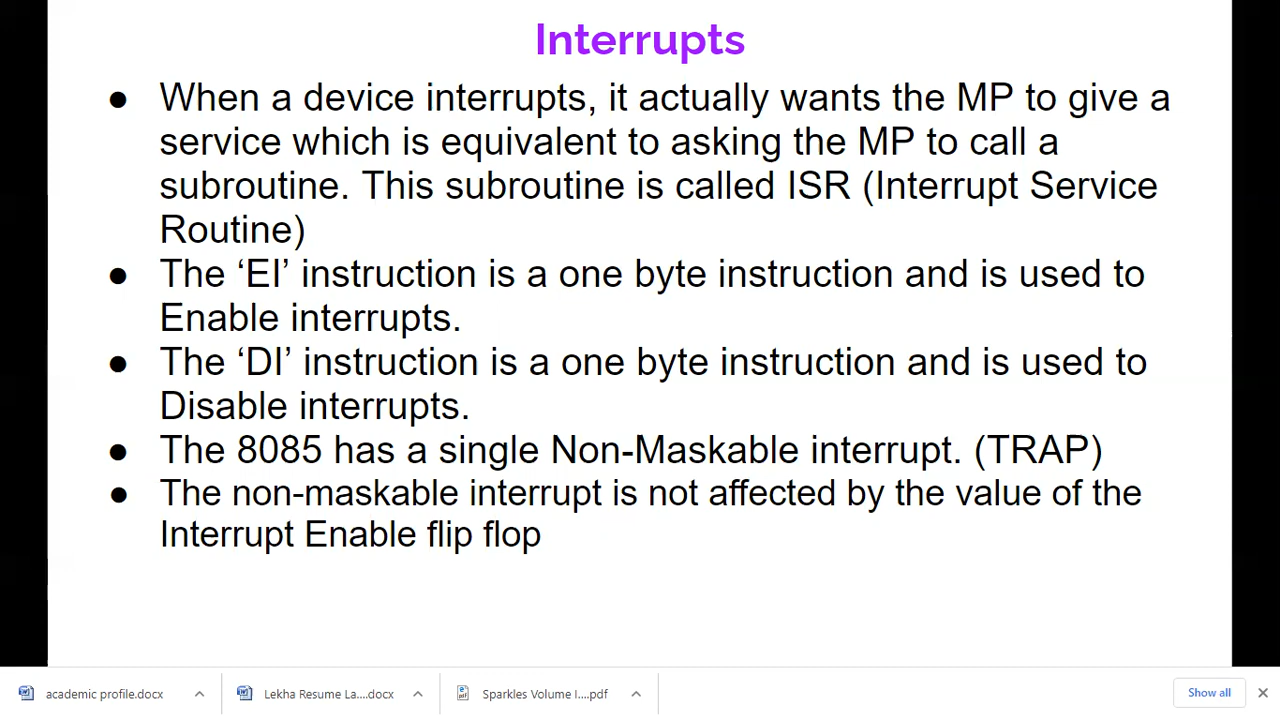 Interrupts
● When a device interrupts, it actually wants the MP to give a
service which is equivalent to asking the MP to call a
subroutine. This subroutine is called ISR (Interrupt Service
Routine)
● The ‘EI’ instruction is a one byte instruction and is used to
Enable interrupts.
● The ‘DI’ instruction is a one byte instruction and is used to
Disable interrupts.
● The 8085 has a single Non-Maskable interrupt. (TRAP)
● The non-maskable interrupt is not affected by the value of the
Interrupt Enable flip flop
academic profile.docx Lekha Resume La....docx Sparkles Volume I....pdf Show all